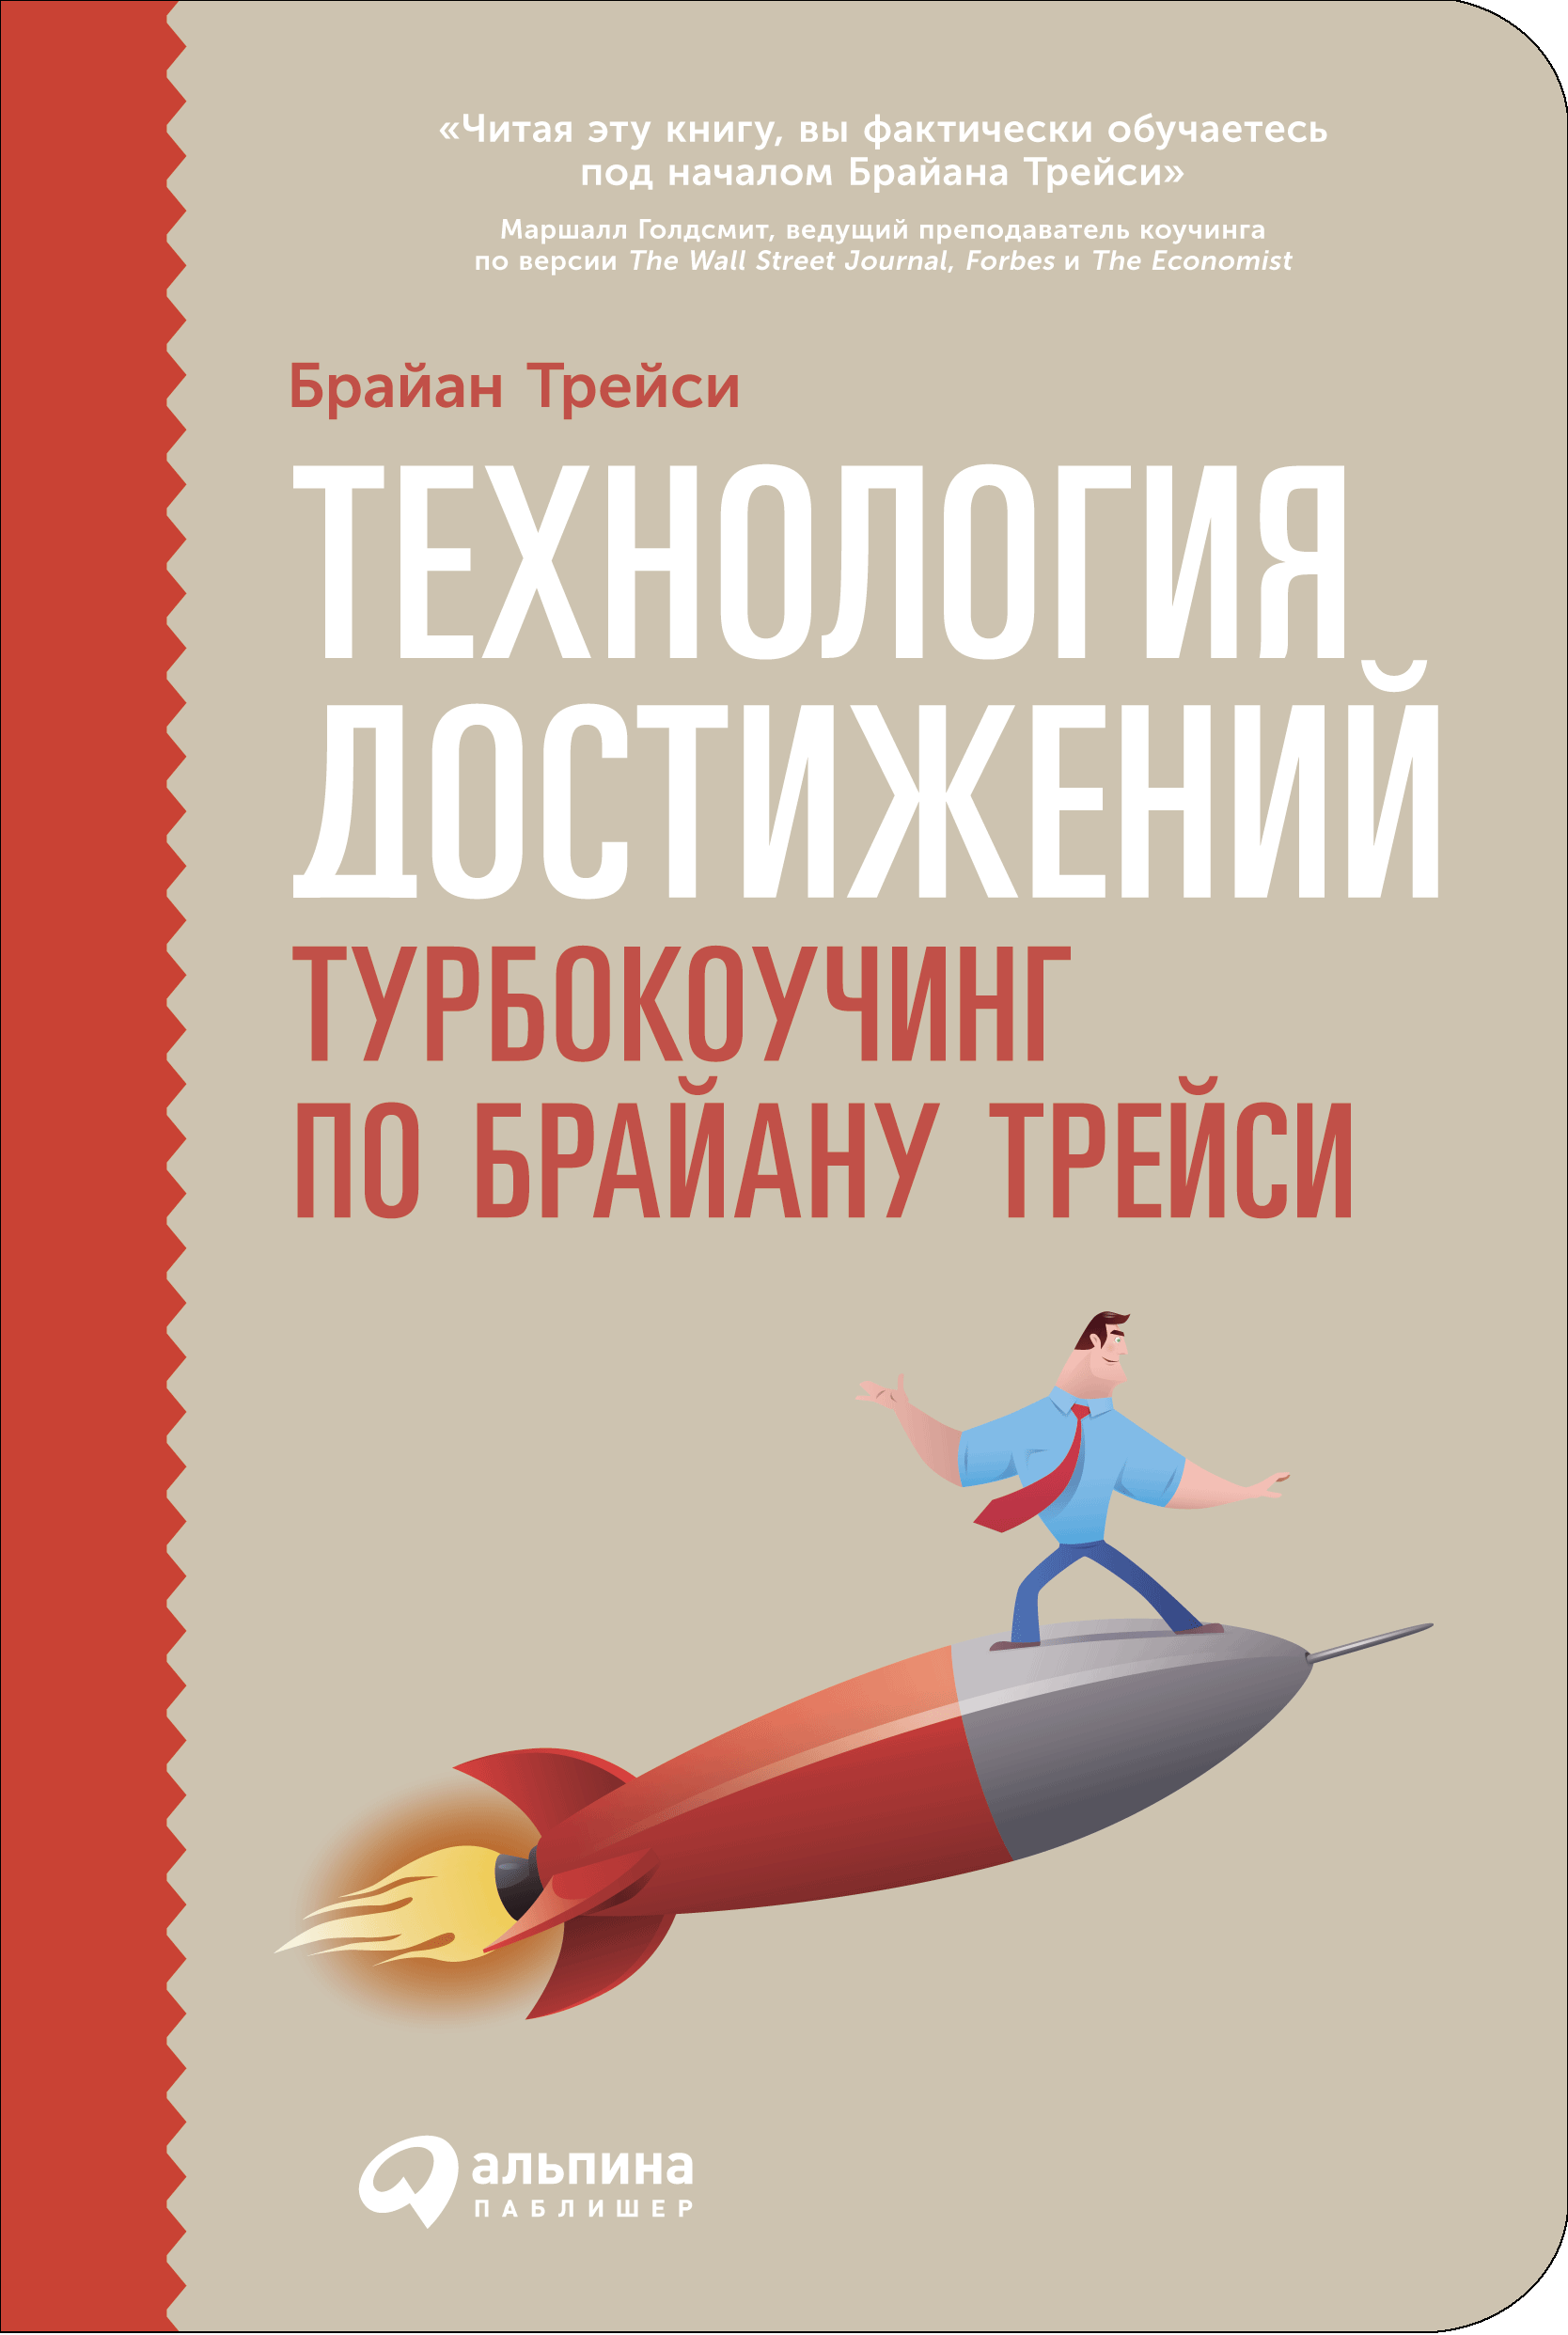 «Читая эту книгу, вы фактически обучаетесь
под началом Брайана Трейси»
Маршалл Голдсмит, ведущий преподаватель коучинга
по версии The Wall Street Journal, Forbes и The Economist
Брайан Трейси
ТЕХНОЛОГИЯ
ДОСТИЖЕНИЙ
ТУРБОКОУЧИНГ
ПО БРАЙАНУ ТРЕЙСИ
альпина
ПАБЛИШЕР